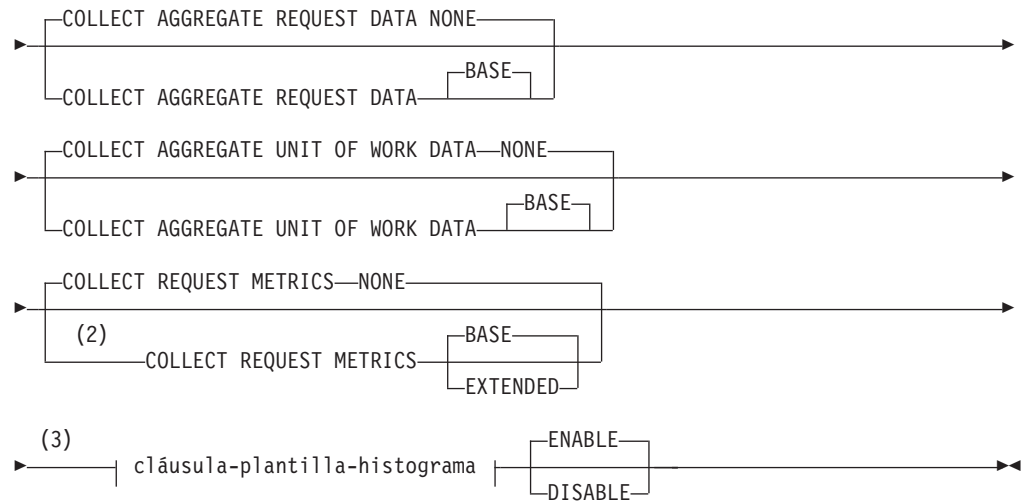 COLLECT AGGREGATE REQUEST DATA NONE
BASE
COLLECT AGGREGATE REQUEST DATA
COLLECT AGGREGATE UNIT OF WORK DATA NONE
BASE
COLLECT AGGREGATE UNIT OF WORK DATA
COLLECT REQUEST METRICS NONE
(2) BASE
COLLECT REQUEST METRICS
EXTENDED
(3) ENABLE
cláusula-plantilla-histograma
DISABLE